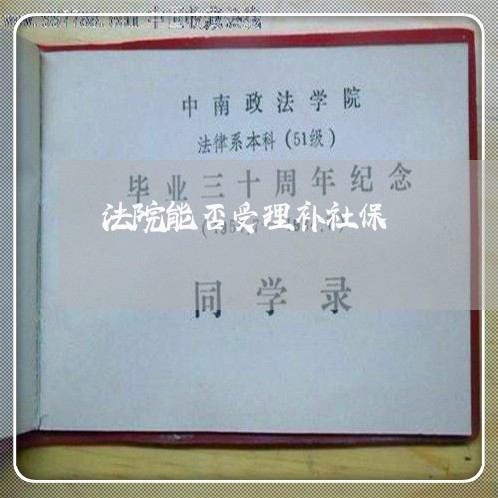 中南政法学院
法律系本科(51级)
毕业三十周年纪念
法院能否受理补社保
同学录